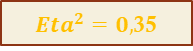 Eta² = 0,35